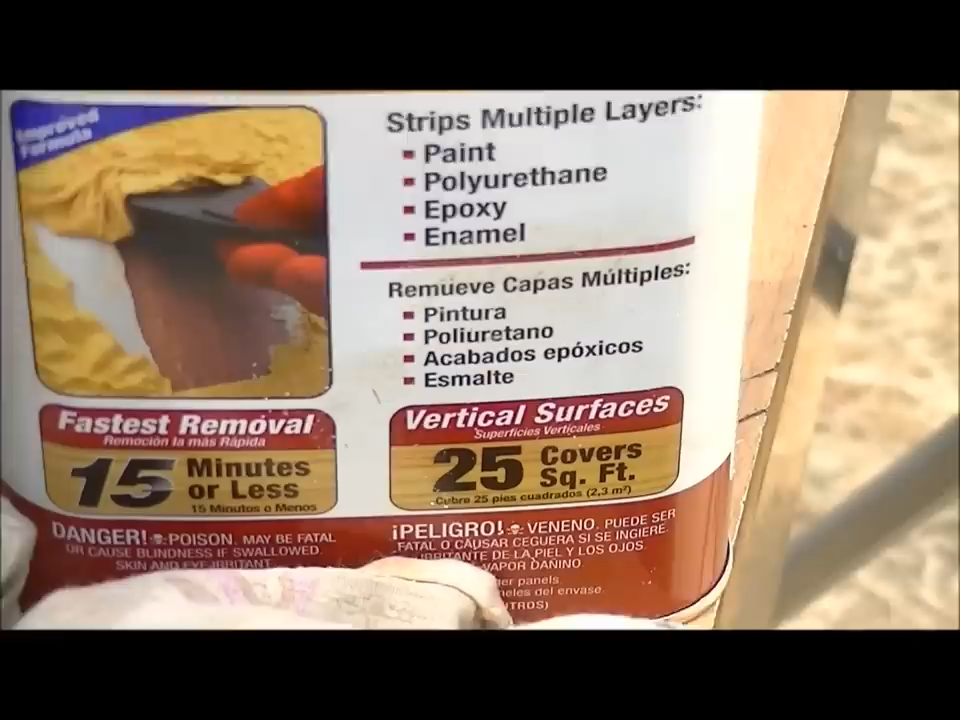 Improved
Formula
Strips Multiple Layers:
▪ Paint
▪ Polyurethane
▪ Epoxy
▪ Enamel
Remueve Capas Múltiples:
▪ Pintura
▪ Poliuretano
▪ Acabados epóxicos
▪ Esmalte
Fastest Removal
Remoción la más Rápida
15 Minutes
or Less
15 Minutos o Menos
Vertical Surfaces
Superficies Verticales
25 Covers
Sq. Ft.
Cubre 25 pies cuadrados (2,3 m²)
DANGER! POISON. MAY BE FATAL
OR CAUSE BLINDNESS IF SWALLOWED.
SKIN AND EYE IRRITANT.
¡PELIGRO! VENENO. PUEDE SER
FATAL O CAUSAR CEGUERA SI SE INGIERE.
IRRITANTE DE LA PIEL Y LOS OJOS.
VAPOR DAÑINO.
panels.
del envase